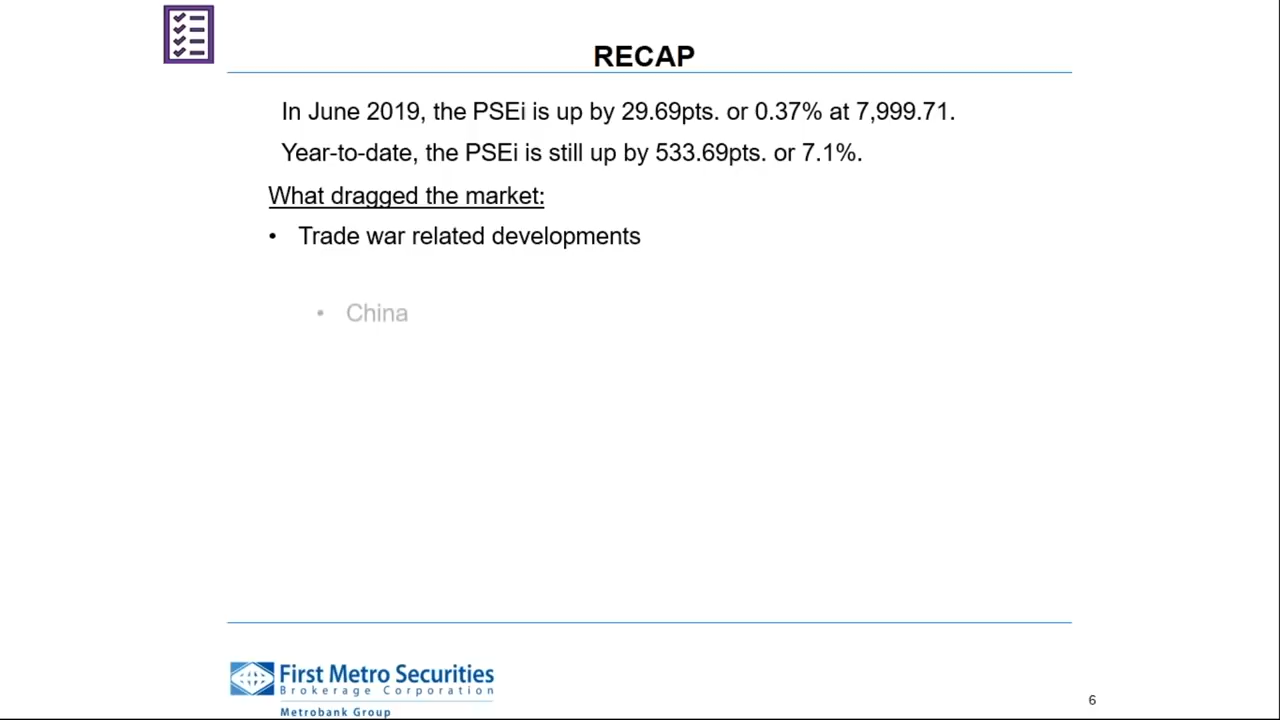 RECAP
In June 2019, the PSEi is up by 29.69pts. or 0.37% at 7,999.71.
Year-to-date, the PSEi is still up by 533.69pts. or 7.1%.
What dragged the market:
• Trade war related developments
• China
First Metro Securities
Brokerage Corporation
Metrobank Group
6